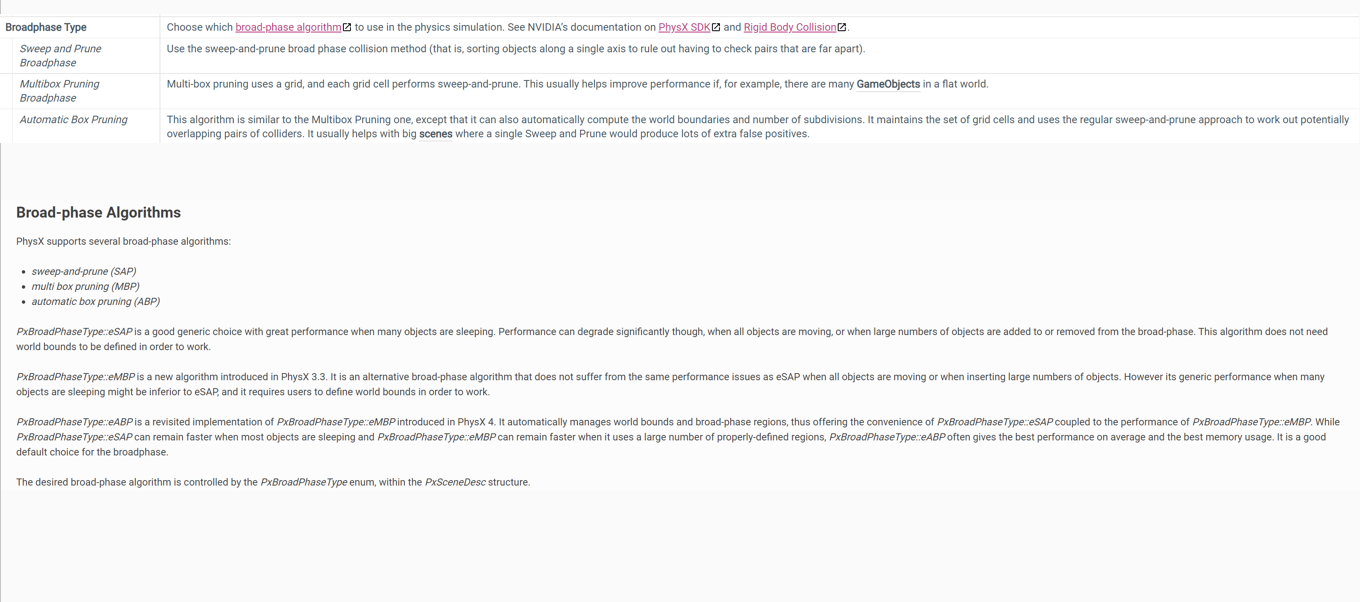 Broadphase Type
Choose which broad-phase algorithm to use in the physics simulation. See NVIDIA's documentation on PhysX SDK and Rigid Body Collision.
Sweep and Prune
Broadphase
Use the sweep-and-prune broad phase collision method (that is, sorting objects along a single axis to rule out having to check pairs that are far apart).
Multibox Pruning
Broadphase
Multi-box pruning uses a grid, and each grid cell performs sweep-and-prune. This usually helps improve performance if, for example, there are many GameObjects in a flat world.
Automatic Box Pruning
This algorithm is similar to the Multibox Pruning one, except that it can also automatically compute the world boundaries and number of subdivisions. It maintains the set of grid cells and uses the regular sweep-and-prune approach to work out potentially
overlapping pairs of colliders. It usually helps with big scenes where a single Sweep and Prune would produce lots of extra false positives.
Broad-phase Algorithms
PhysX supports several broad-phase algorithms:
• sweep-and-prune (SAP)
• multi box pruning (MBP)
• automatic box pruning (ABP)
PxBroadPhaseType::eSAP is a good generic choice with great performance when many objects are sleeping. Performance can degrade significantly though, when all objects are moving, or when large numbers of objects are added to or removed from the broad-phase. This algorithm does not need
world bounds to be defined in order to work.
PxBroadPhaseType::eMBP is a new algorithm introduced in PhysX 3.3. It is an alternative broad-phase algorithm that does not suffer from the same performance issues as eSAP when all objects are moving or when inserting large numbers of objects. However its generic performance when many
objects are sleeping might be inferior to eSAP, and it requires users to define world bounds in order to work.
PxBroadPhaseType::eABP is a revisited implementation of PxBroadPhaseType::eMBP introduced in PhysX 4. It automatically manages world bounds and broad-phase regions, thus offering the convenience of PxBroadPhaseType::eSAP coupled to the performance of PxBroadPhaseType::eMBP. While
PxBroadPhaseType::eSAP can remain faster when most objects are sleeping and PxBroadPhaseType::eMBP can remain faster when it uses a large number of properly-defined regions, PxBroadPhaseType::eABP often gives the best performance on average and the best memory usage. It is a good
default choice for the broadphase.
The desired broad-phase algorithm is controlled by the PxBroadPhaseType enum, within the PxSceneDesc structure.